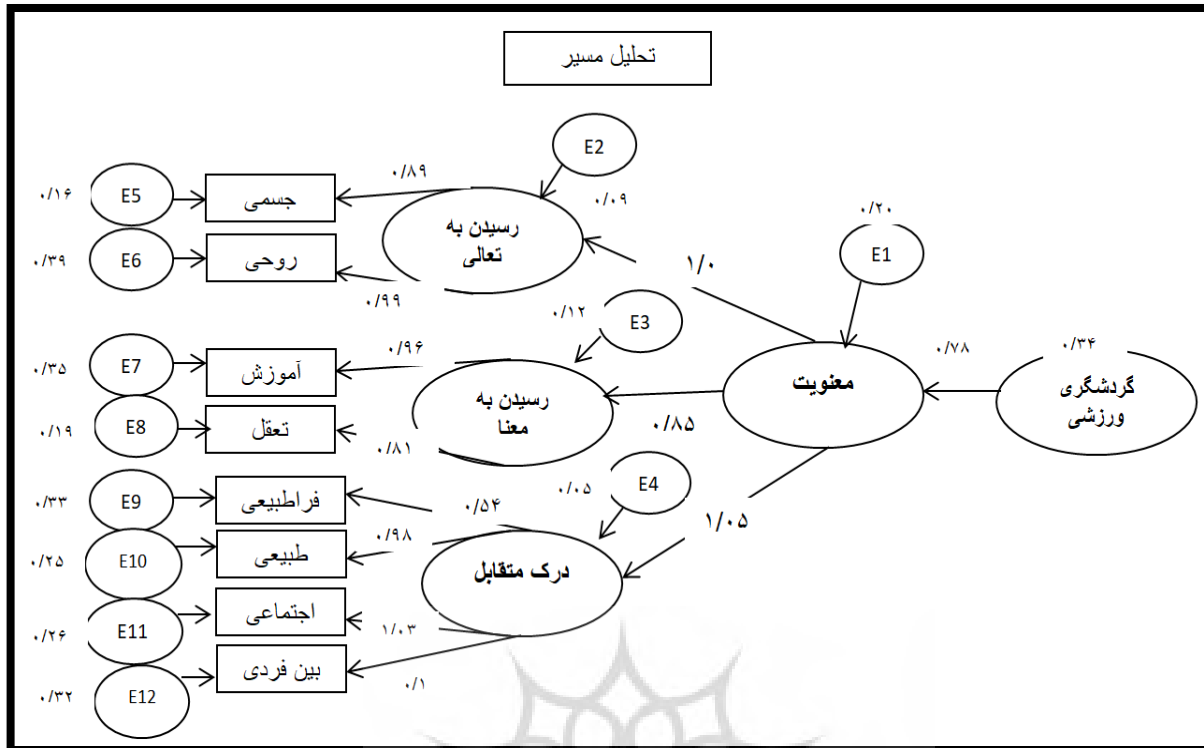 تحلیل مسیر
E2
۰/۰۹
۰/۸۹
جسمی
E5
۰/۱۶
رسیدن به
تعالی
روحی
E6
۰/۳۹
۰/۹۹
۰/۲۰
E1
۱/۰
E3
۰/۱۲
۰/۹۶
آموزش
E7
۰/۳۵
رسیدن به
معنا
تعقل
E8
۰/۱۹
۰/۸۱
۰/۳۴
گردشگری
ورزشی
۰/۷۸
معنویت
۰/۸۵
E4
۰/۰۵
۱/۰۵
۰/۵۴
فراطبیعی
E9
۰/۳۳
۰/۹۸
طبیعی
E10
۰/۲۵
درک متقابل
اجتماعی
E11
۰/۲۶
۱/۰۳
بین فردی
E12
۰/۳۲
۰/۱